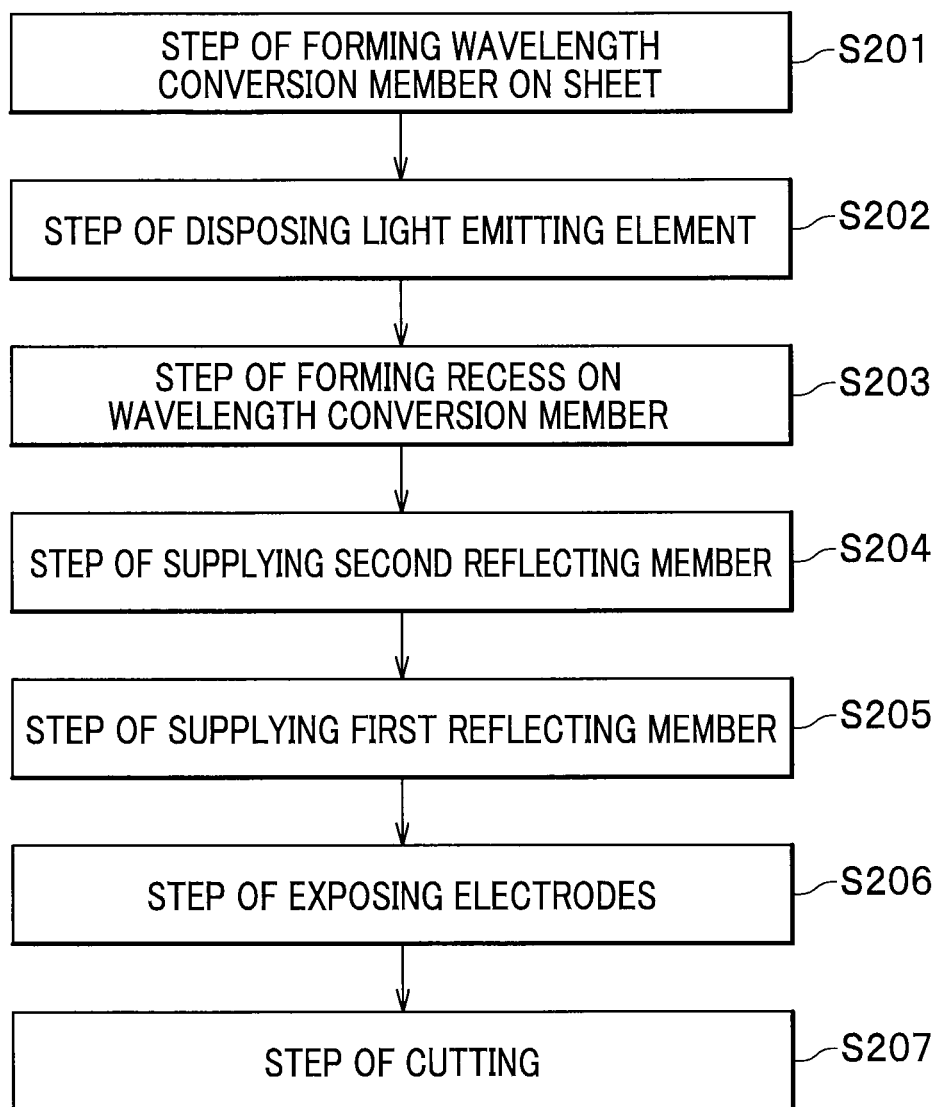 STEP OF FORMING WAVELENGTH
CONVERSION MEMBER ON SHEET
S201
STEP OF DISPOSING LIGHT EMITTING ELEMENT
S202
STEP OF FORMING RECESS ON
WAVELENGTH CONVERSION MEMBER
S203
STEP OF SUPPLYING SECOND REFLECTING MEMBER
S204
STEP OF SUPPLYING FIRST REFLECTING MEMBER
S205
STEP OF EXPOSING ELECTRODES
S206
STEP OF CUTTING
S207